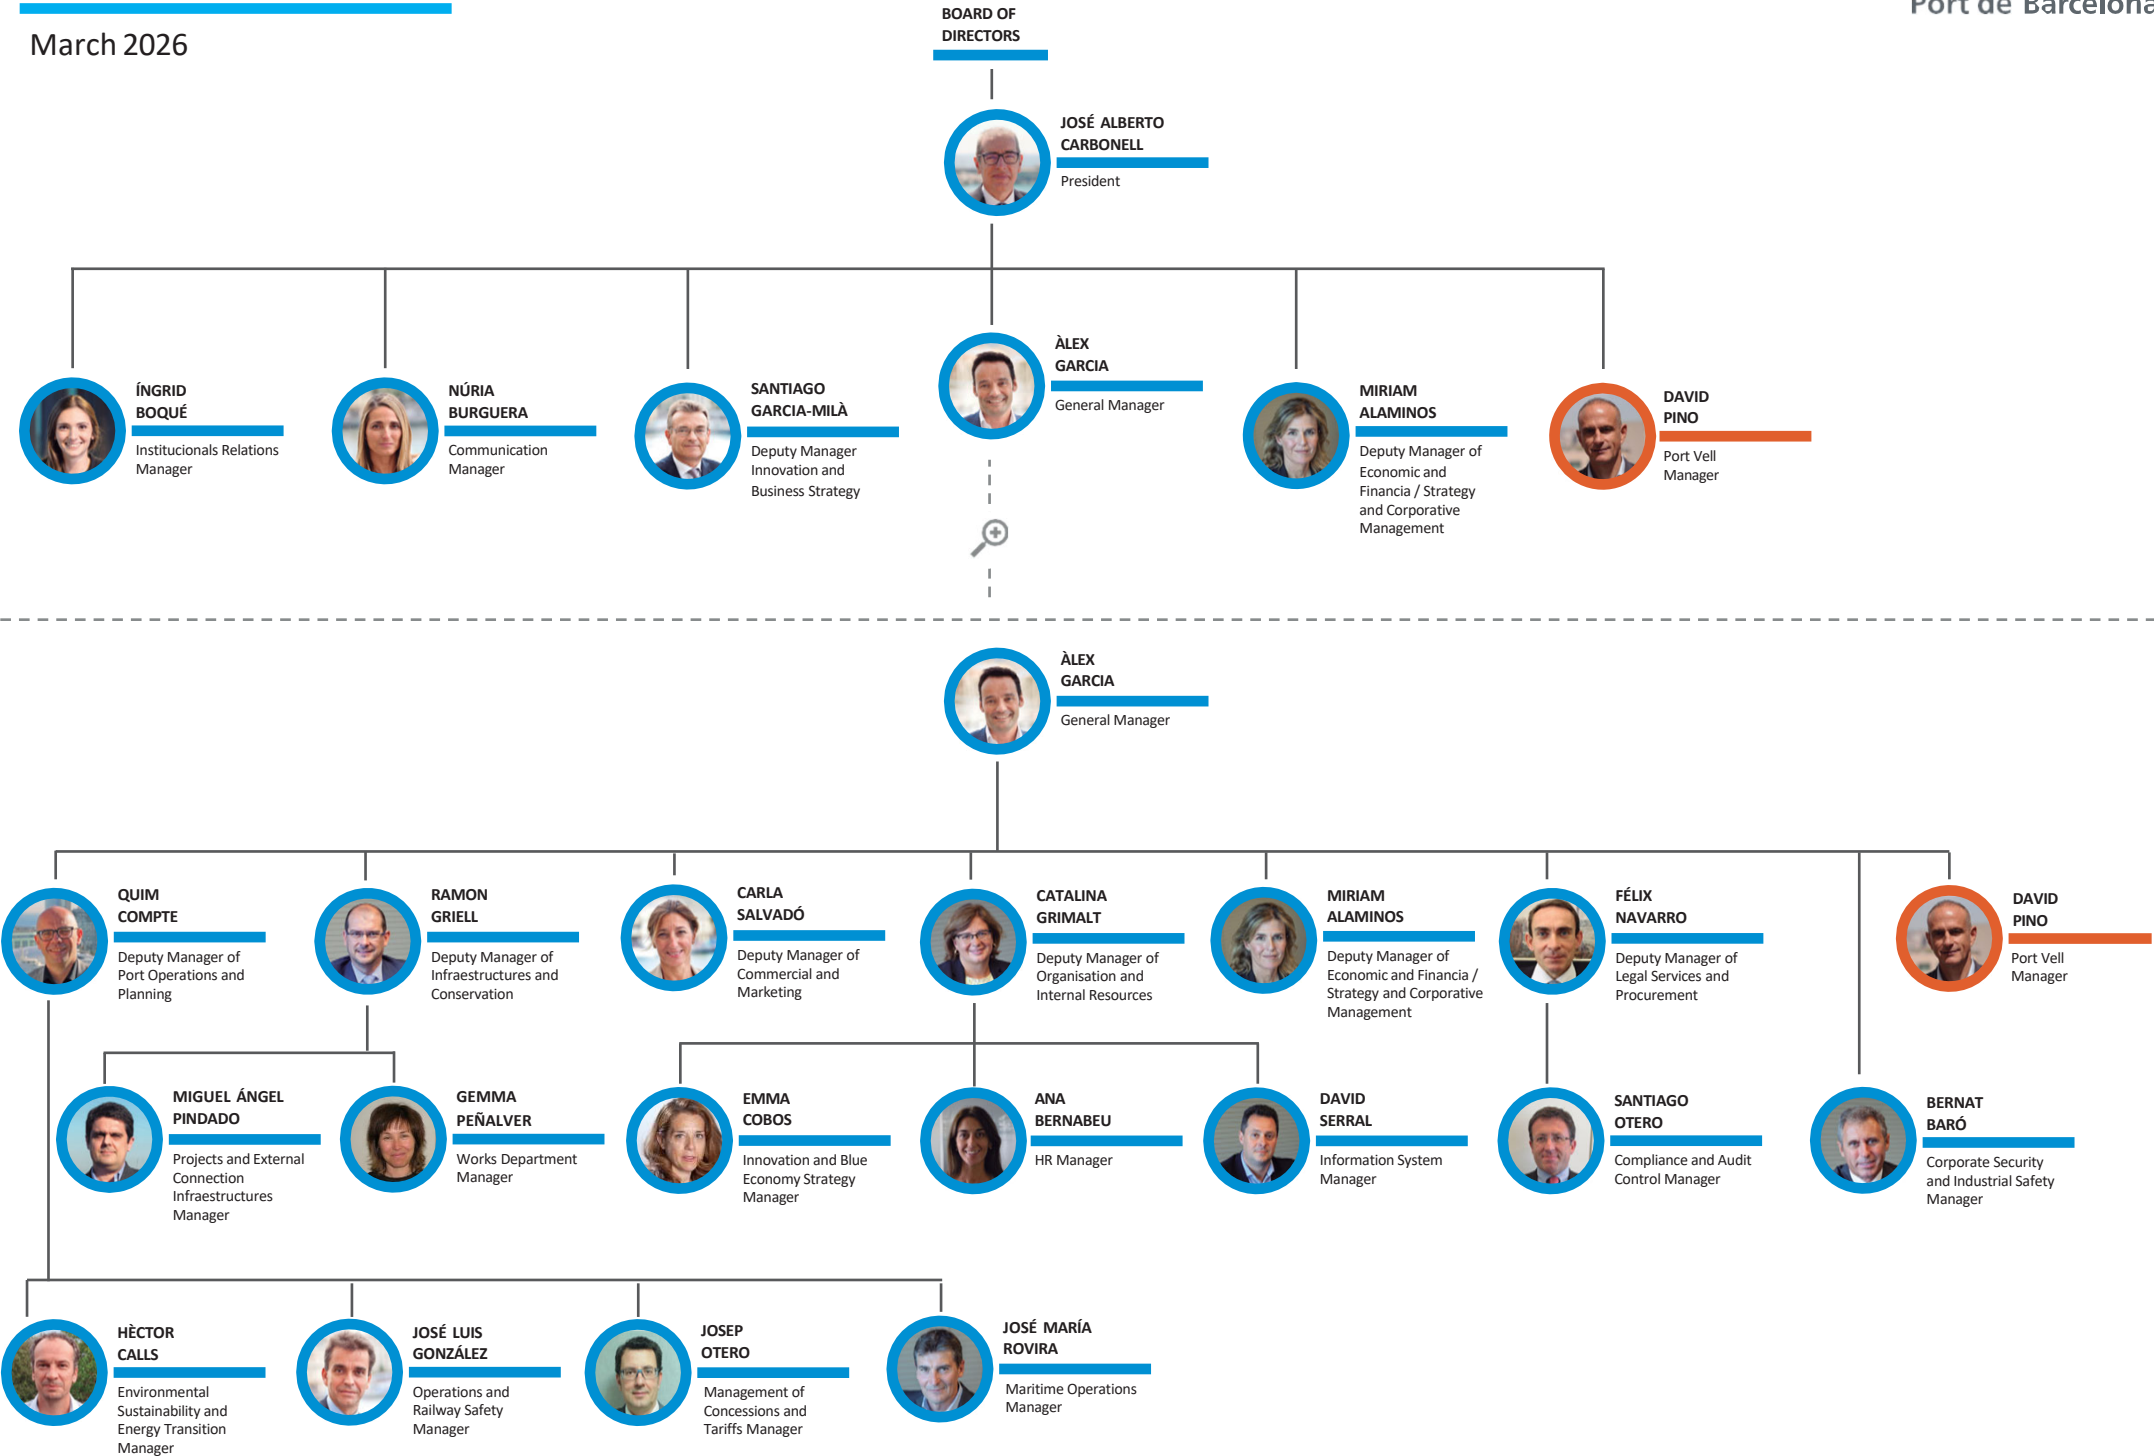 Port de Barcelona
March 2026
BOARD OF
DIRECTORS
JOSÉ ALBERTO
CARBONELL
President
ÍNGRID
BOQUÉ
Institucionals Relations
Manager
NÚRIA
BURGUERA
Communication
Manager
SANTIAGO
GARCIA-MILÀ
Deputy Manager
Innovation and
Business Strategy
ÀLEX
GARCIA
General Manager
MIRIAM
ALAMINOS
Deputy Manager of
Economic and
Financia / Strategy
and Corporative
Management
DAVID
PINO
Port Vell
Manager
ÀLEX
GARCIA
General Manager
QUIM
COMPTE
Deputy Manager of
Port Operations and
Planning
RAMON
GRIELL
Deputy Manager of
Infraestructures and
Conservation
CARLA
SALVADÓ
Deputy Manager of
Commercial and
Marketing
CATALINA
GRIMALT
Deputy Manager of
Organisation and
Internal Resources
MIRIAM
ALAMINOS
Deputy Manager of
Economic and Financia /
Strategy and Corporative
Management
FÉLIX
NAVARRO
Deputy Manager of
Legal Services and
Procurement
DAVID
PINO
Port Vell
Manager
MIGUEL ÁNGEL
PINDADO
Projects and External
Connection
Infraestructures
Manager
GEMMA
PEÑALVER
Works Department
Manager
EMMA
COBOS
Innovation and Blue
Economy Strategy
Manager
ANA
BERNABEU
HR Manager
DAVID
SERRAL
Information System
Manager
SANTIAGO
OTERO
Compliance and Audit
Control Manager
BERNAT
BARÓ
Corporate Security
and Industrial Safety
Manager
HÈCTOR
CALLS
Environmental
Sustainability and
Energy Transition
Manager
JOSÉ LUIS
GONZÁLEZ
Operations and
Railway Safety
Manager
JOSEP
OTERO
Management of
Concessions and
Tariffs Manager
JOSÉ MARÍA
ROVIRA
Maritime Operations
Manager